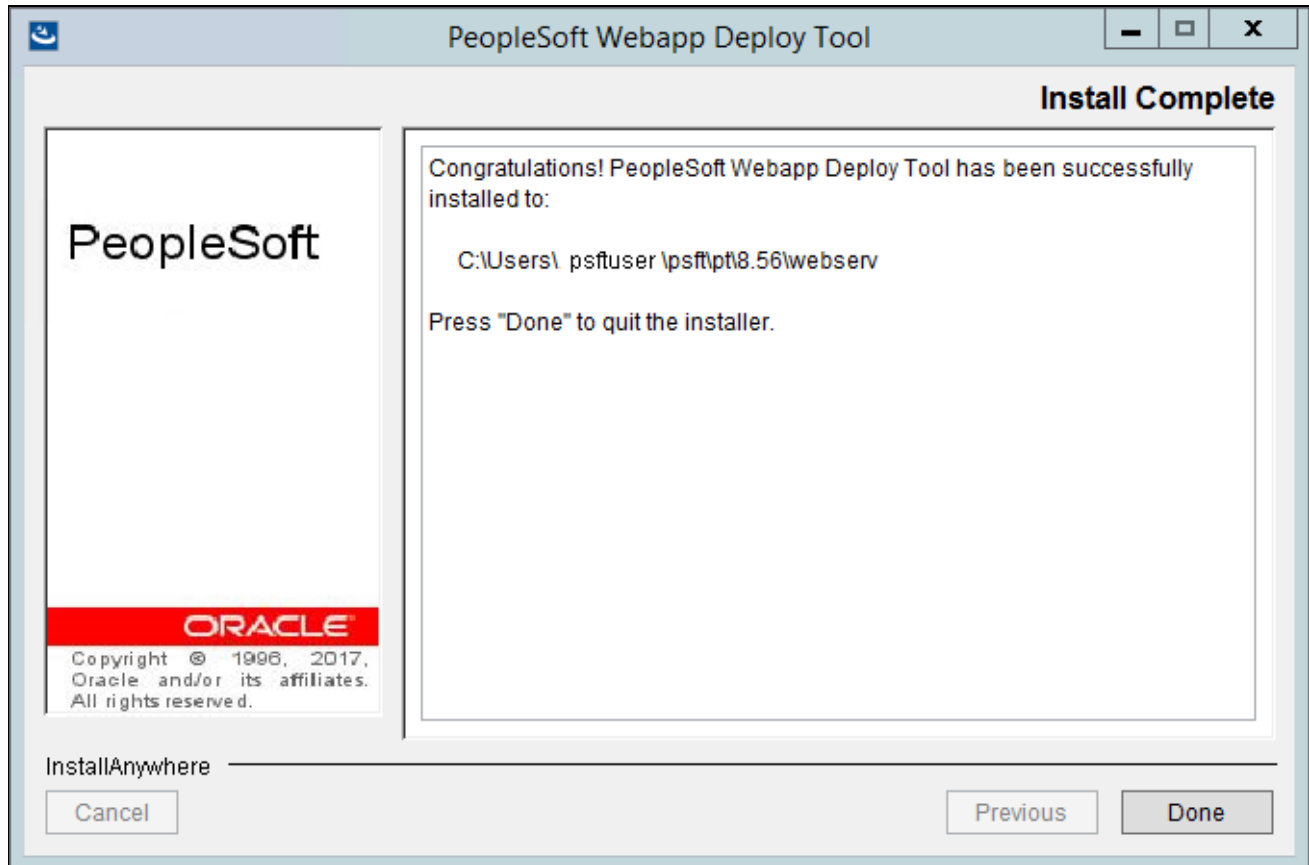 PeopleSoft Webapp Deploy Tool
Install Complete
PeopleSoft
ORACLE
Copyright © 1996, 2017,
Oracle and/or its affiliates.
All rights reserved.
Congratulations! PeopleSoft Webapp Deploy Tool has been successfully
installed to:
C:\Users\ psftuser \psft\pt\8.56\webserv
Press "Done" to quit the installer.
InstallAnywhere
Cancel
Previous
Done